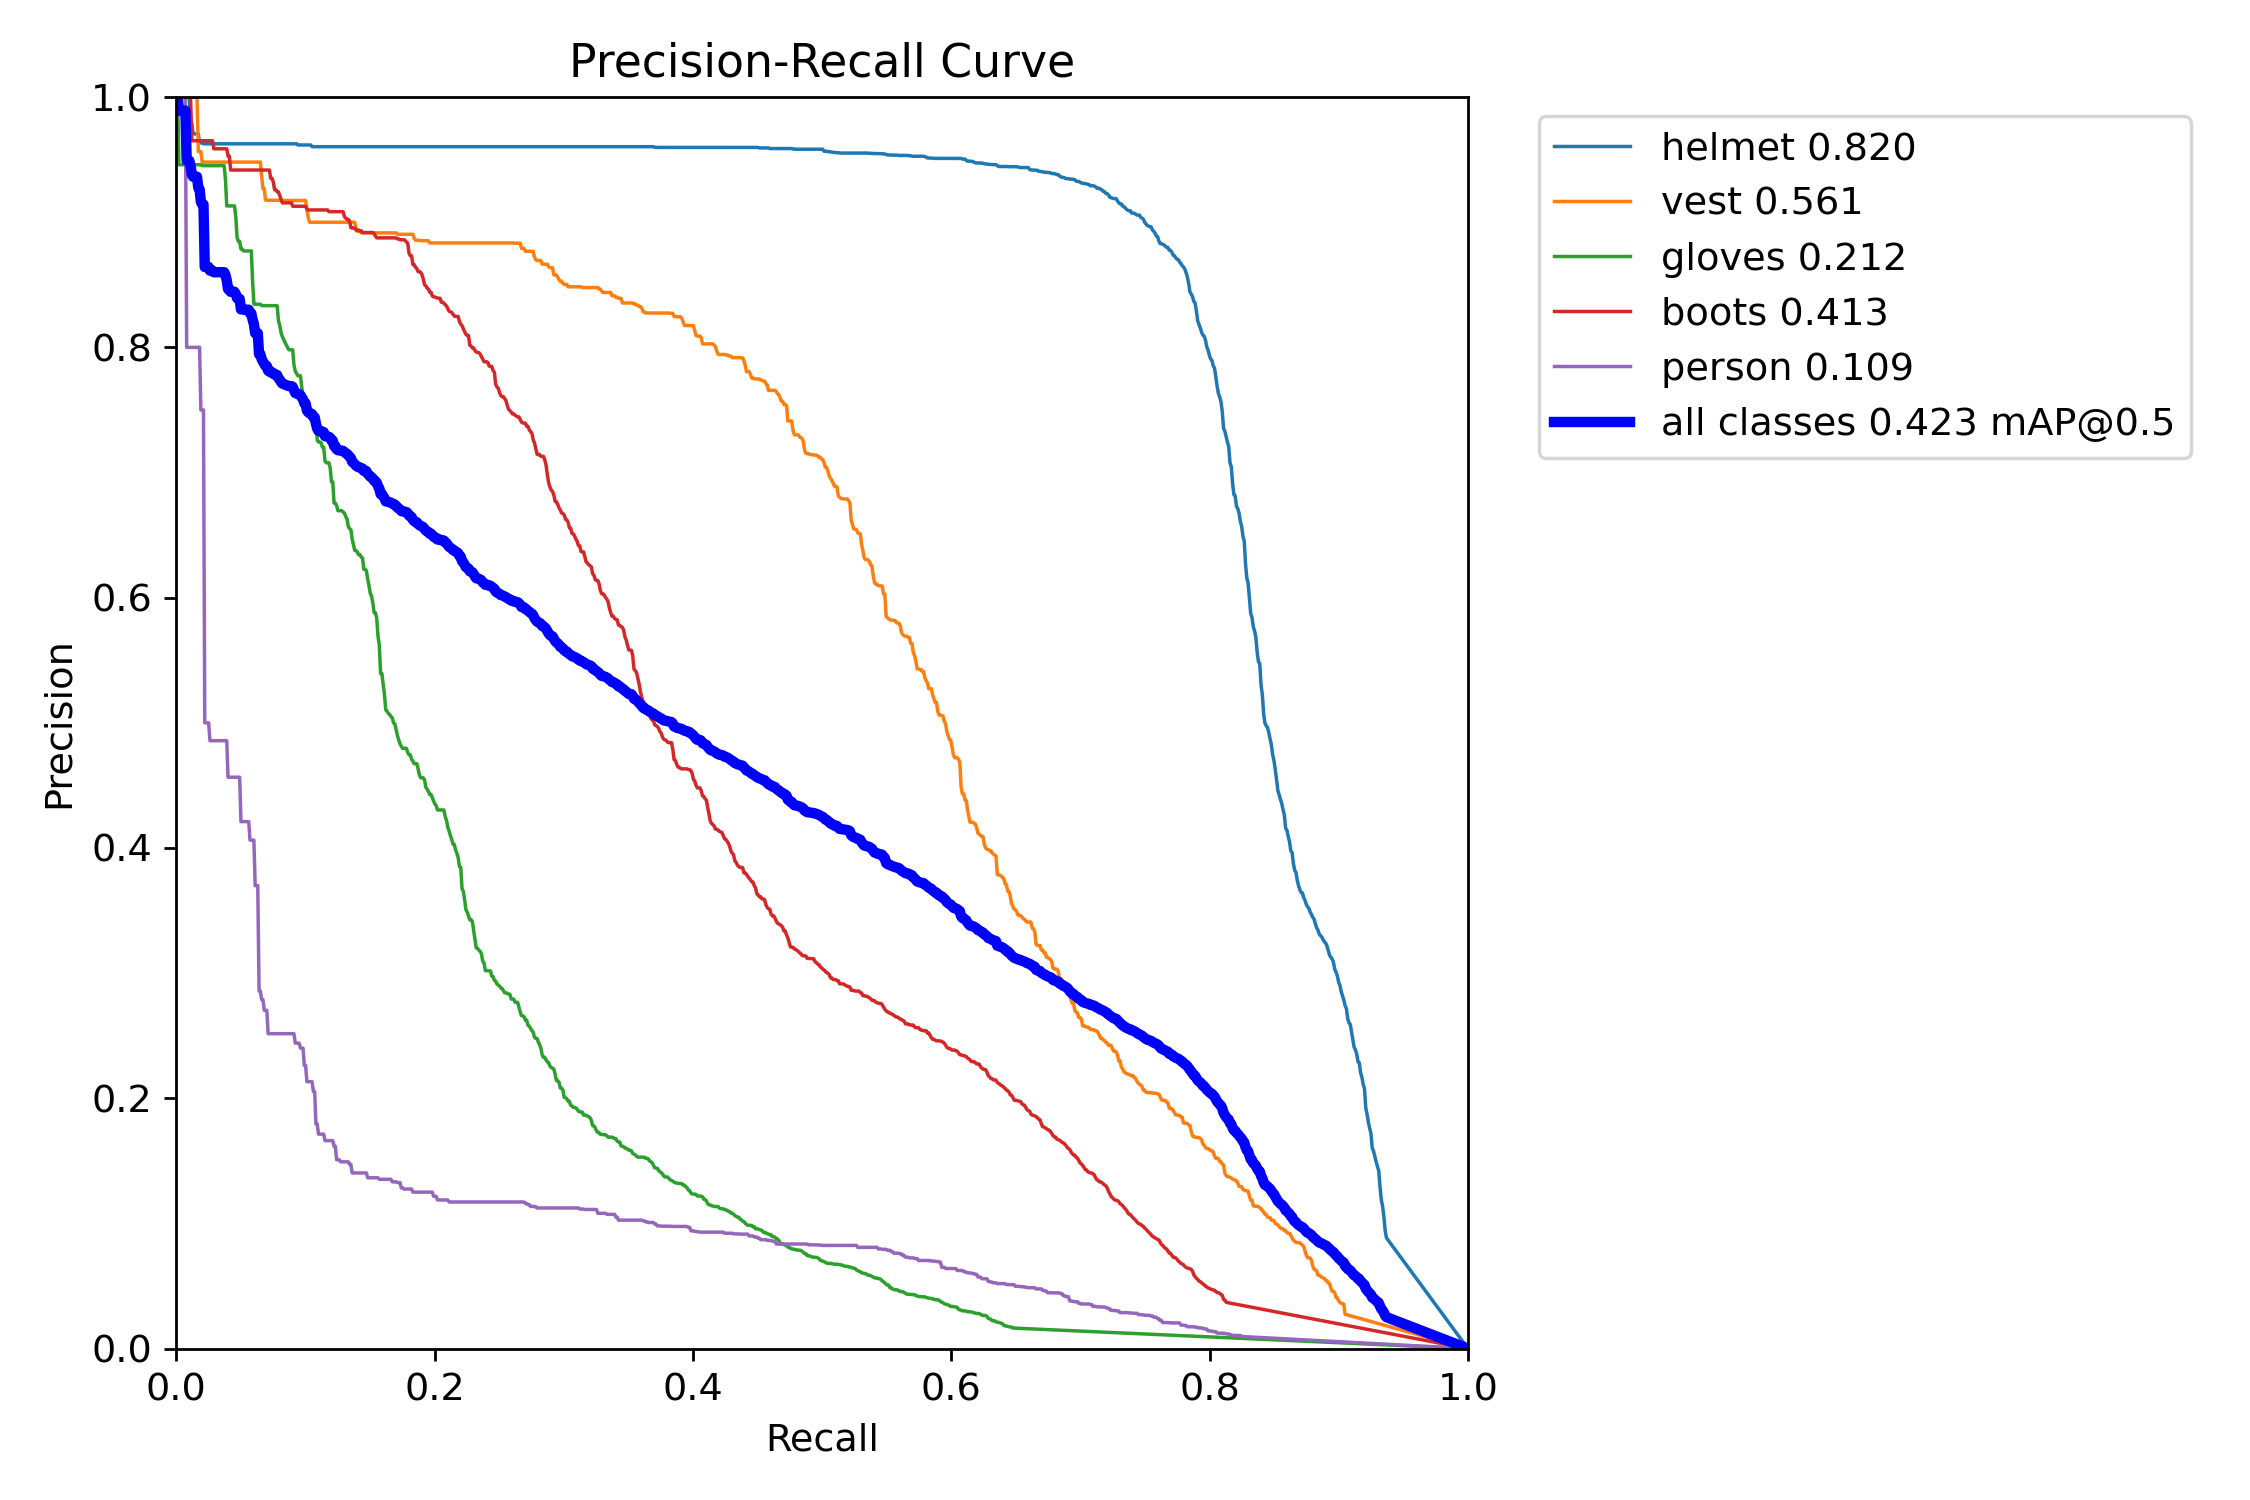 Precision-Recall Curve
1.0
0.8
0.6
0.4
0.2
0.0
Precision
0.0 0.2 0.4 0.6 0.8 1.0
Recall
helmet 0.820
vest 0.561
gloves 0.212
boots 0.413
person 0.109
all classes 0.423 mAP@0.5